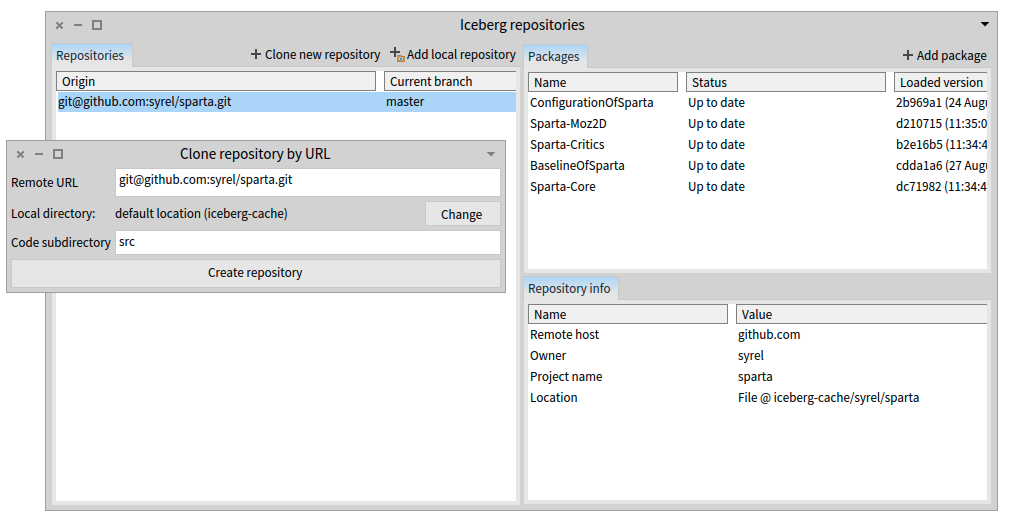 Iceberg repositories
Repositories
Clone new repository
Add local repository
Origin
Current branch
git@github.com:syrel/sparta.git
master
Clone repository by URL
Remote URL
git@github.com:syrel/sparta.git
Local directory:
default location (iceberg-cache)
Change
Code subdirectory
src
Create repository
Packages
Add package
Name Status Loaded version
ConfigurationOfSparta Up to date 2b969a1 (24 Augu
Sparta-Moz2D Up to date d210715 (11:35:0
Sparta-Critics Up to date b2e16b5 (11:34:4
BaselineOfSparta Up to date cdda1a6 (27 Augu
Sparta-Core Up to date dc71982 (11:34:4
Repository info
Name Value
Remote host github.com
Owner syrel
Project name sparta
Location File @ iceberg-cache/syrel/sparta